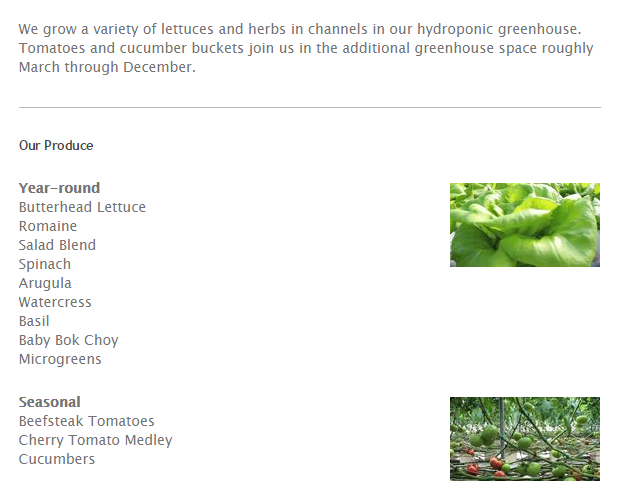 We grow a variety of lettuces and herbs in channels in our hydroponic greenhouse.
Tomatoes and cucumber buckets join us in the additional greenhouse space roughly
March through December.
Our Produce
Year-round
Butterhead Lettuce
Romaine
Salad Blend
Spinach
Arugula
Watercress
Basil
Baby Bok Choy
Microgreens
Seasonal
Beefsteak Tomatoes
Cherry Tomato Medley
Cucumbers